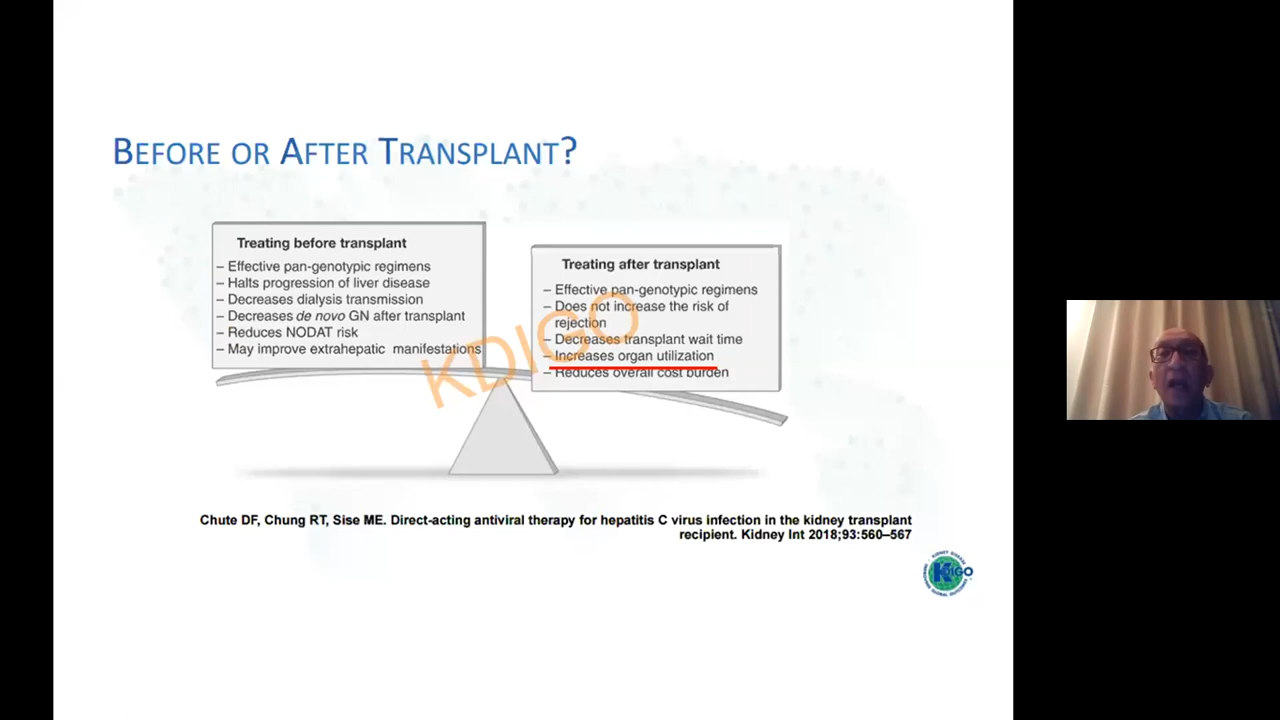 BEFORE OR AFTER TRANSPLANT?
Treating before transplant
– Effective pan-genotypic regimens
– Halts progression of liver disease
– Decreases dialysis transmission
– Decreases de novo GN after transplant
– Reduces NODAT risk
– May improve extrahepatic manifestations
Treating after transplant
– Effective pan-genotypic regimens
– Does not increase the risk of
rejection
– Decreases transplant wait time
– Increases organ utilization
– Reduces overall cost burden
KDIGO
Chute DF, Chung RT, Sise ME. Direct-acting antiviral therapy for hepatitis C virus infection in the kidney transplant
recipient. Kidney Int 2018;93:560–567
KDIGO